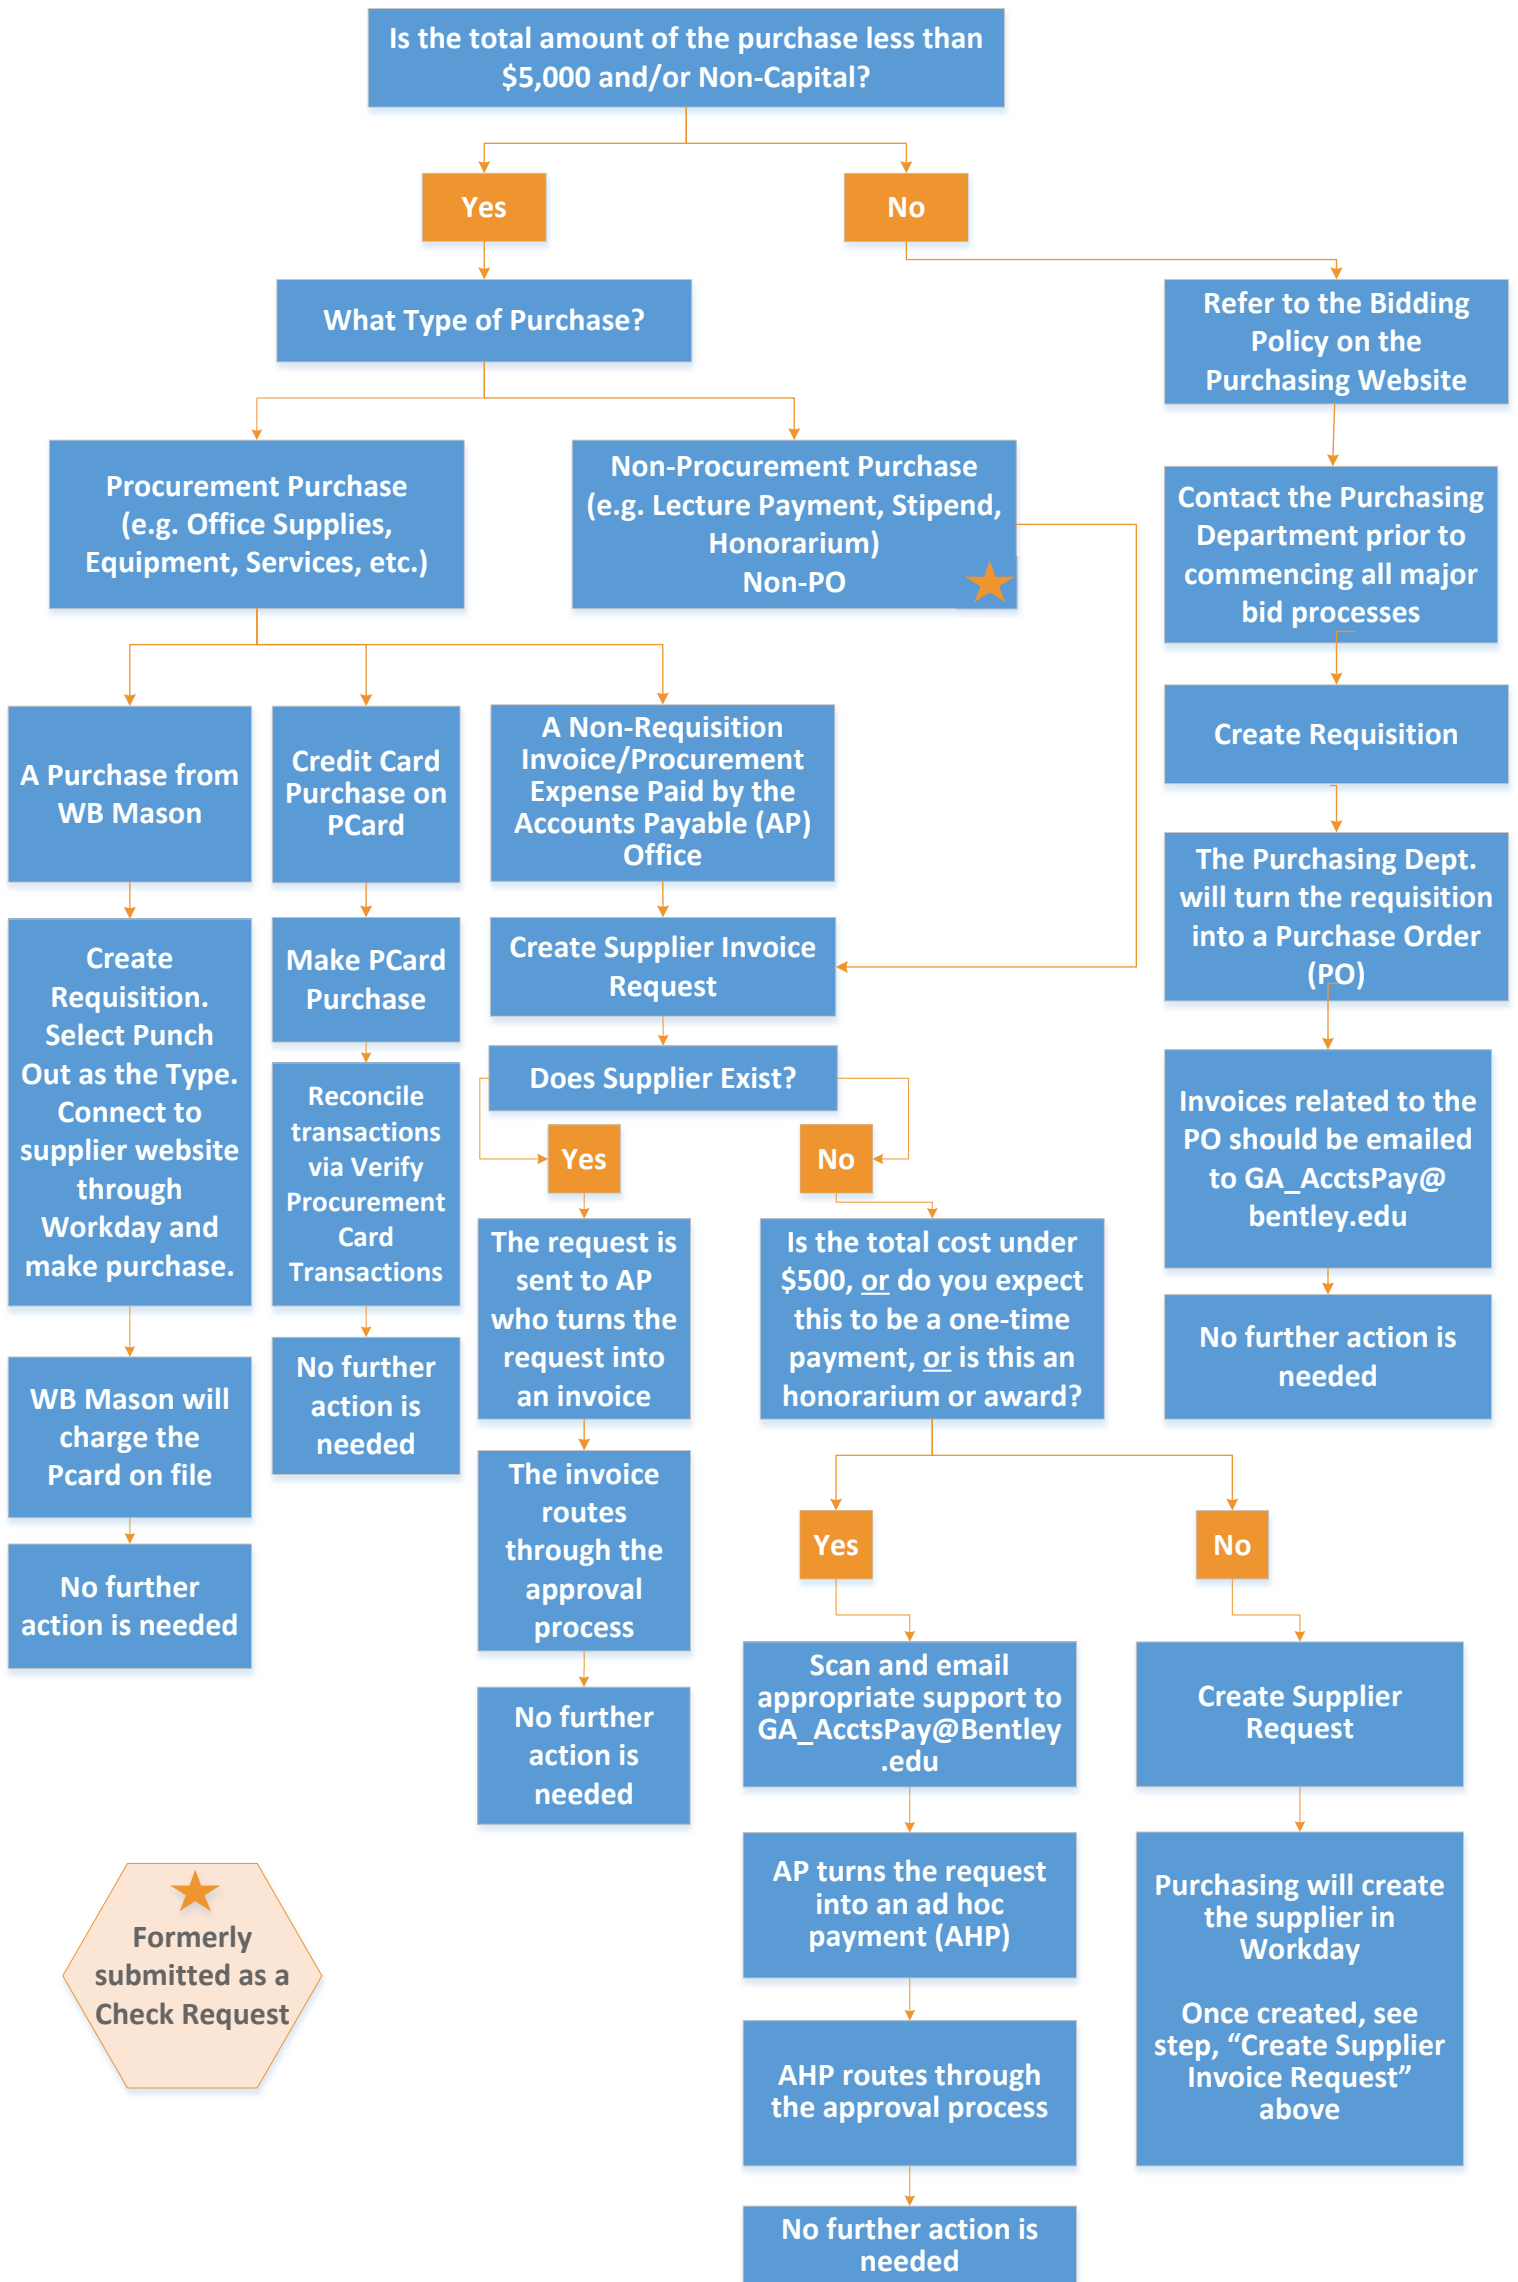 Is the total amount of the purchase less than
$5,000 and/or Non-Capital?
Yes
No
What Type of Purchase?
Refer to the Bidding
Policy on the
Purchasing Website
Procurement Purchase
(e.g. Office Supplies,
Equipment, Services, etc.)
Non-Procurement Purchase
(e.g. Lecture Payment, Stipend,
Honorarium)
Non-PO
Contact the Purchasing
Department prior to
commencing all major
bid processes
A Purchase from
WB Mason
Credit Card
Purchase on
PCard
A Non-Requisition
Invoice/Procurement
Expense Paid by the
Accounts Payable (AP)
Office
Create Requisition
The Purchasing Dept.
will turn the requisition
into a Purchase Order
(PO)
Create
Requisition.
Select Punch
Out as the Type.
Connect to
supplier website
through
Workday and
make purchase.
Make PCard
Purchase
Create Supplier Invoice
Request
Does Supplier Exist?
Reconcile
transactions
via Verify
Procurement
Card
Transactions
Yes
No
Invoices related to the
PO should be emailed
to GA_AcctsPay@
bentley.edu
The request is
sent to AP
who turns the
request into
an invoice
Is the total cost under
$500, or do you expect
this to be a one-time
payment, or is this an
honorarium or award?
No further action is
needed
WB Mason will
charge the
Pcard on file
No further
action is
needed
The invoice
routes
through the
approval
process
Yes
No
No further
action is needed
No further
action is
needed
Scan and email
appropriate support to
GA_AcctsPay@Bentley
.edu
Create Supplier
Request
AP turns the request
into an ad hoc
payment (AHP)
Purchasing will create
the supplier in
Workday
Once created, see
step, “Create Supplier
Invoice Request”
above
Formerly
submitted as a
Check Request
AHP routes through
the approval process
No further action is
needed